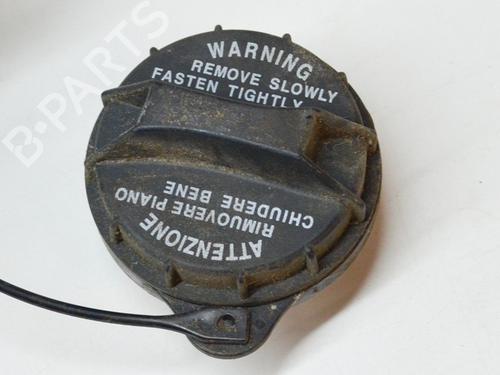 WARNING
REMOVE SLOWLY
FASTEN TIGHTLY
ATTENZIONE
RIMUOVERE PIANO
CHIUDERE BENE
B-PARTS